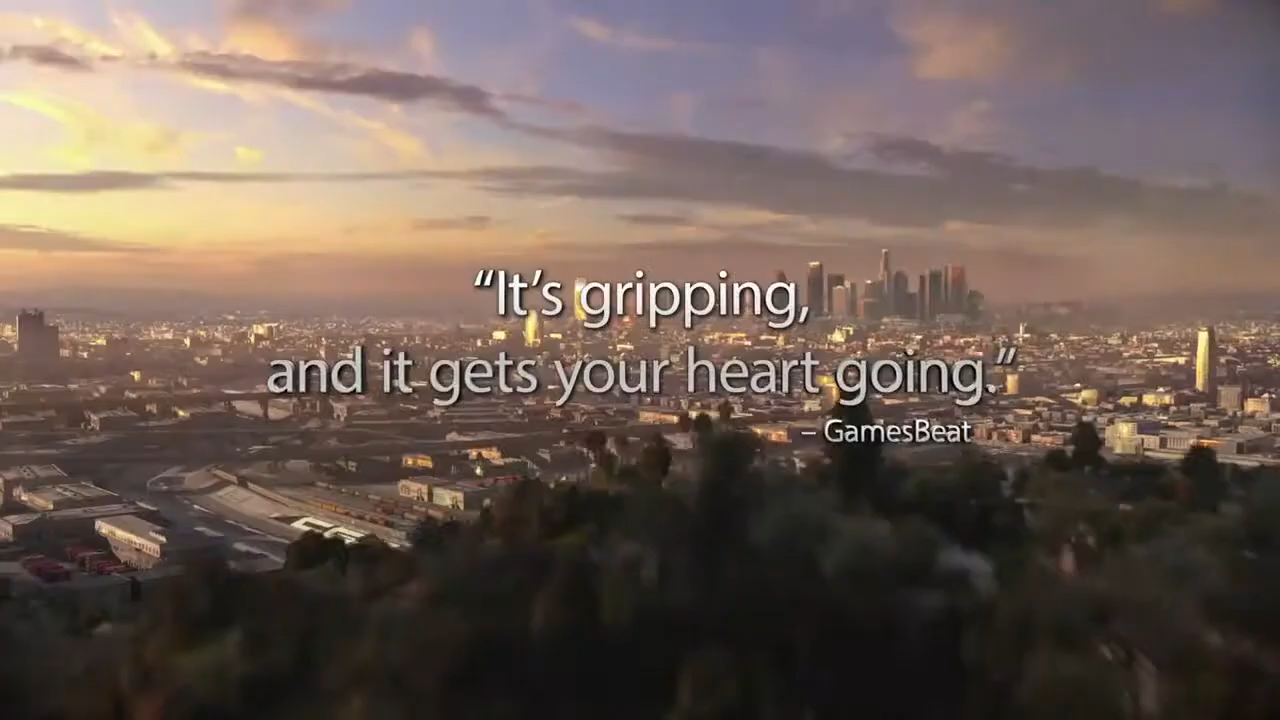 “It’s gripping,
and it gets your heart going.”
– GamesBeat